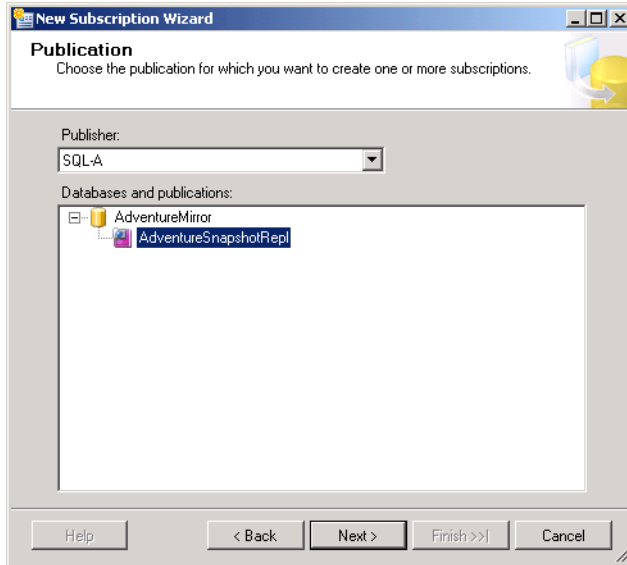 New Subscription Wizard
Publication
Choose the publication for which you want to create one or more subscriptions.
Publisher:
SQL-A
Databases and publications:
AdventureMirror
AdventureSnapshotRepl
Help
< Back
Next >
Finish >>|
Cancel